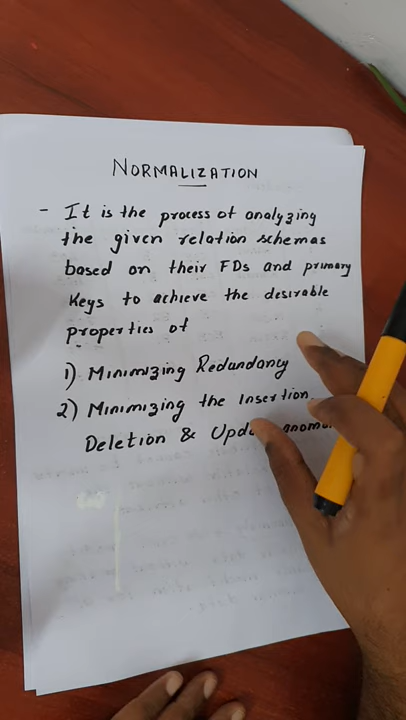 NORMALIZATION
- It is the process of analyzing
the given relation schemas
based on their FDs and primary
Keys to achieve the desirable
properties of
1) Minimizing Redundancy
2) Minimizing the Insertion,
Deletion &